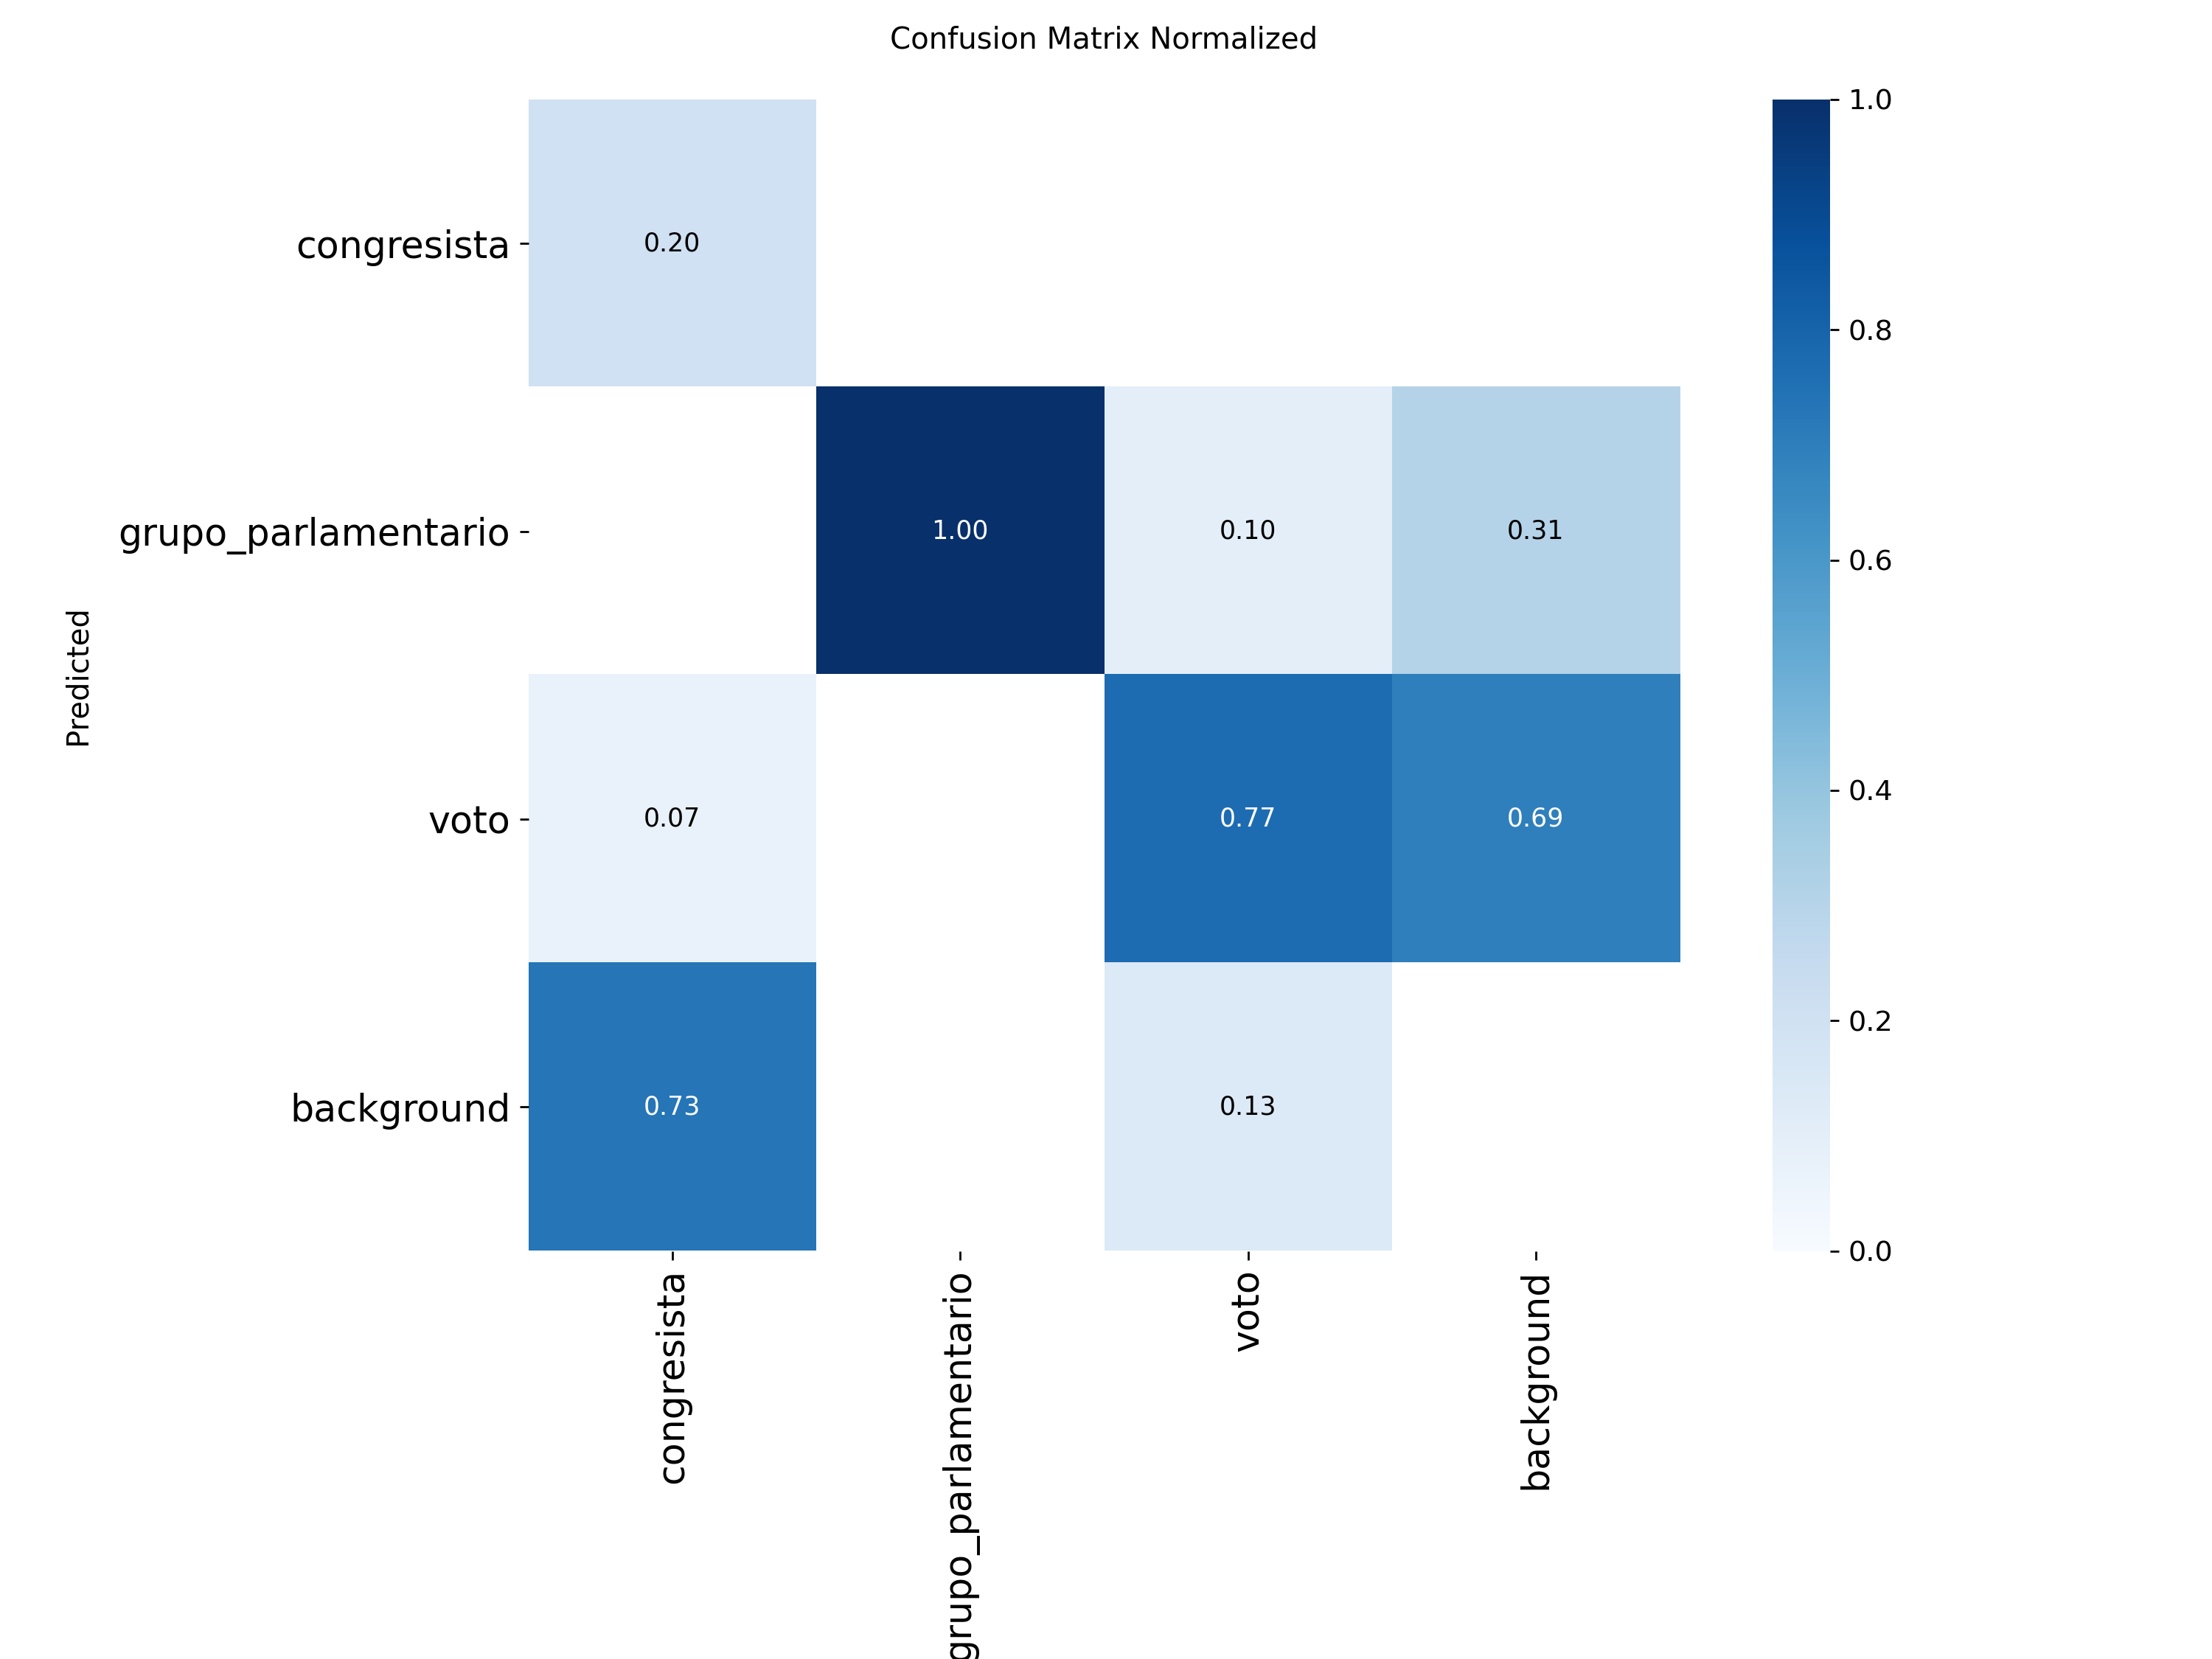 Confusion Matrix Normalized
congresista
0.20
grupo_parlamentario
1.00
0.10
0.31
voto
0.07
0.77
0.69
background
0.73
0.13
Predicted
congresista
grupo_parlamentario
voto
background
1.0
0.8
0.6
0.4
0.2
0.0